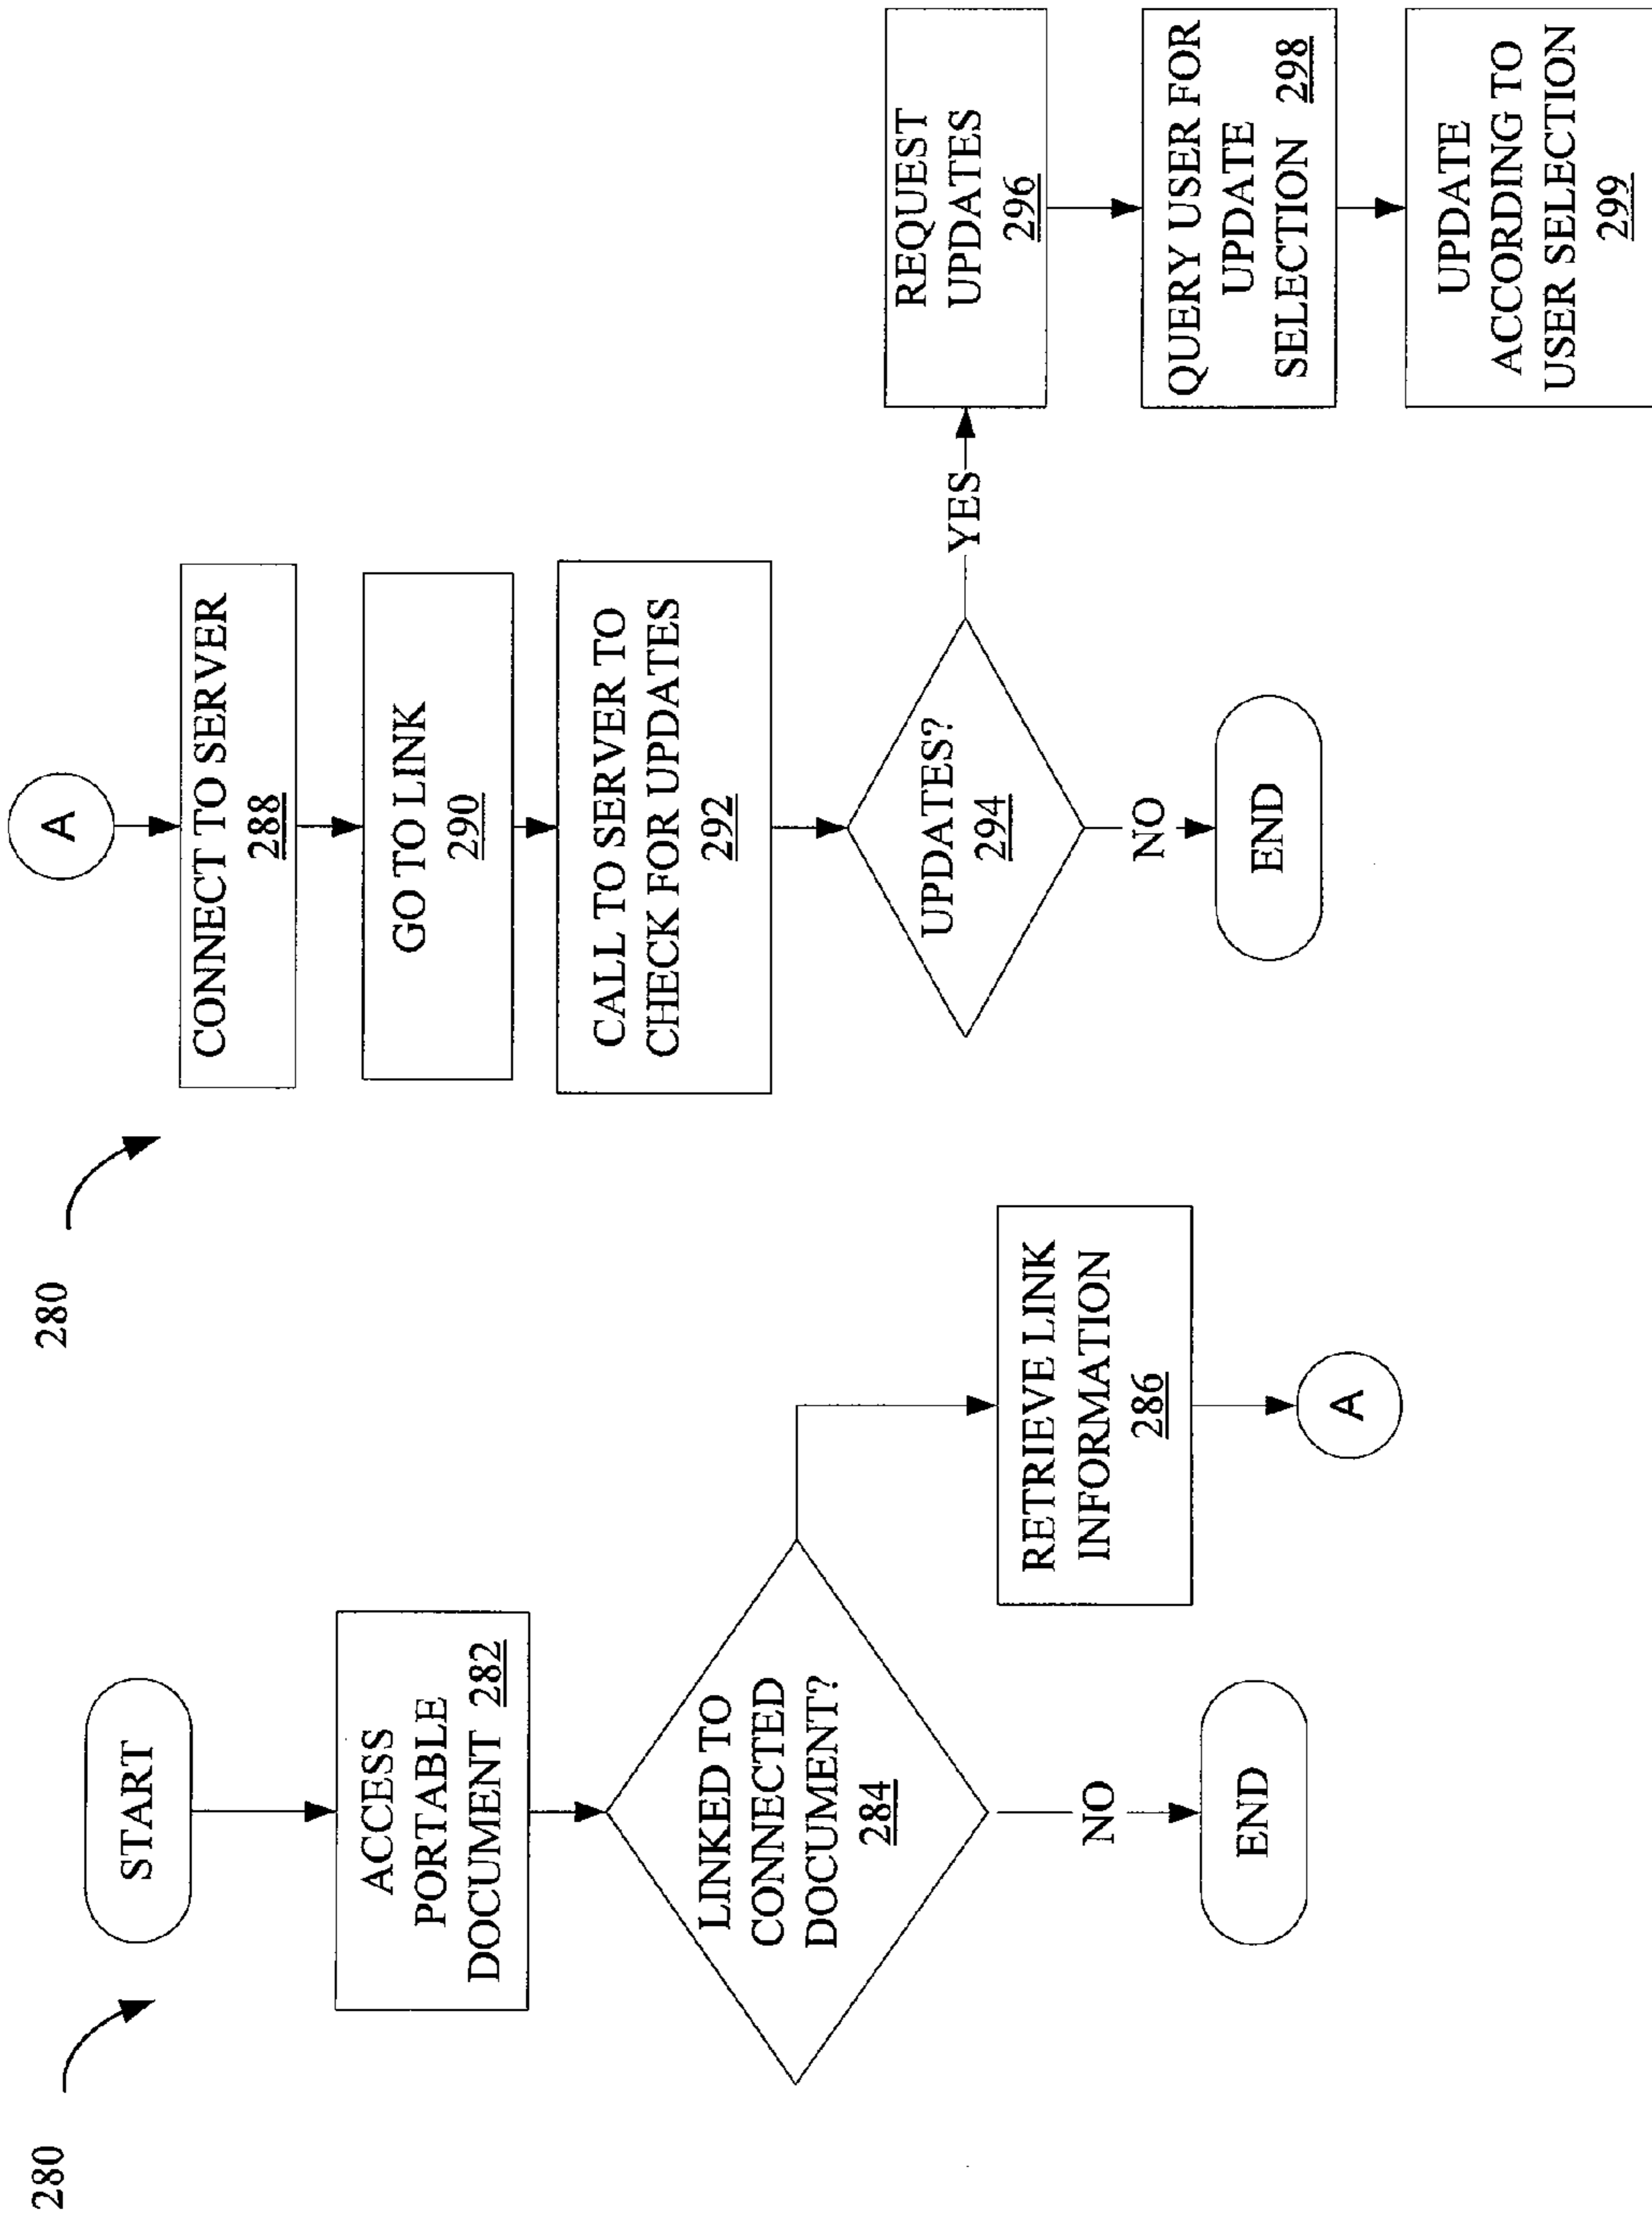 280
START
ACCESS
PORTABLE
DOCUMENT 282
LINKED TO
CONNECTED
DOCUMENT?
284
NO
END
RETRIEVE LINK
INFORMATION
286
A
280
A
CONNECT TO SERVER
288
GO TO LINK
290
CALL TO SERVER TO
CHECK FOR UPDATES
292
UPDATES?
294
NO
END
YES
REQUEST
UPDATES
296
QUERY USER FOR
UPDATE
SELECTION 298
UPDATE
ACCORDING TO
USER SELECTION
299